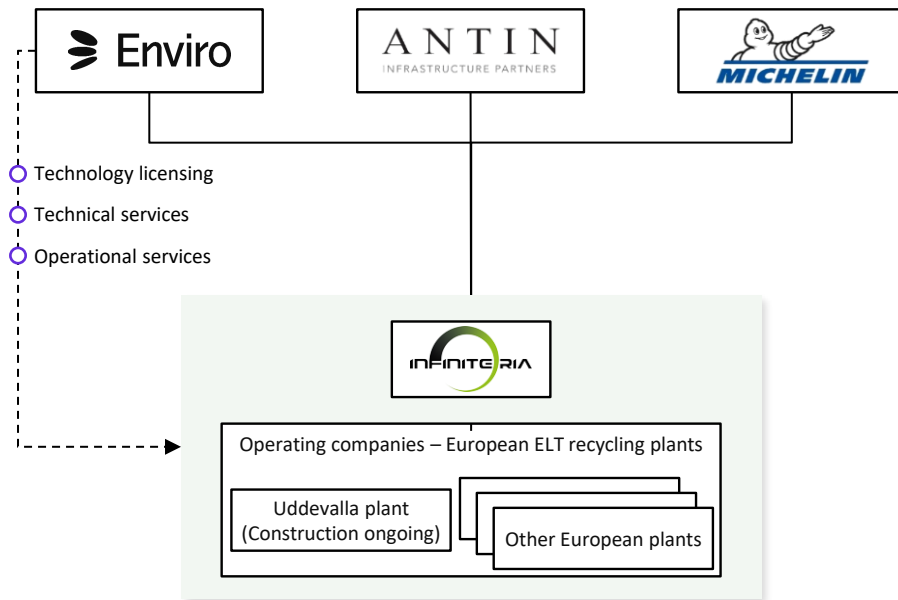 Enviro
ANTIN
INFRASTRUCTURE PARTNERS
MICHELIN
Technology licensing
Technical services
Operational services
INFINITERIA
Operating companies – European ELT recycling plants
Uddevalla plant
(Construction ongoing)
Other European plants